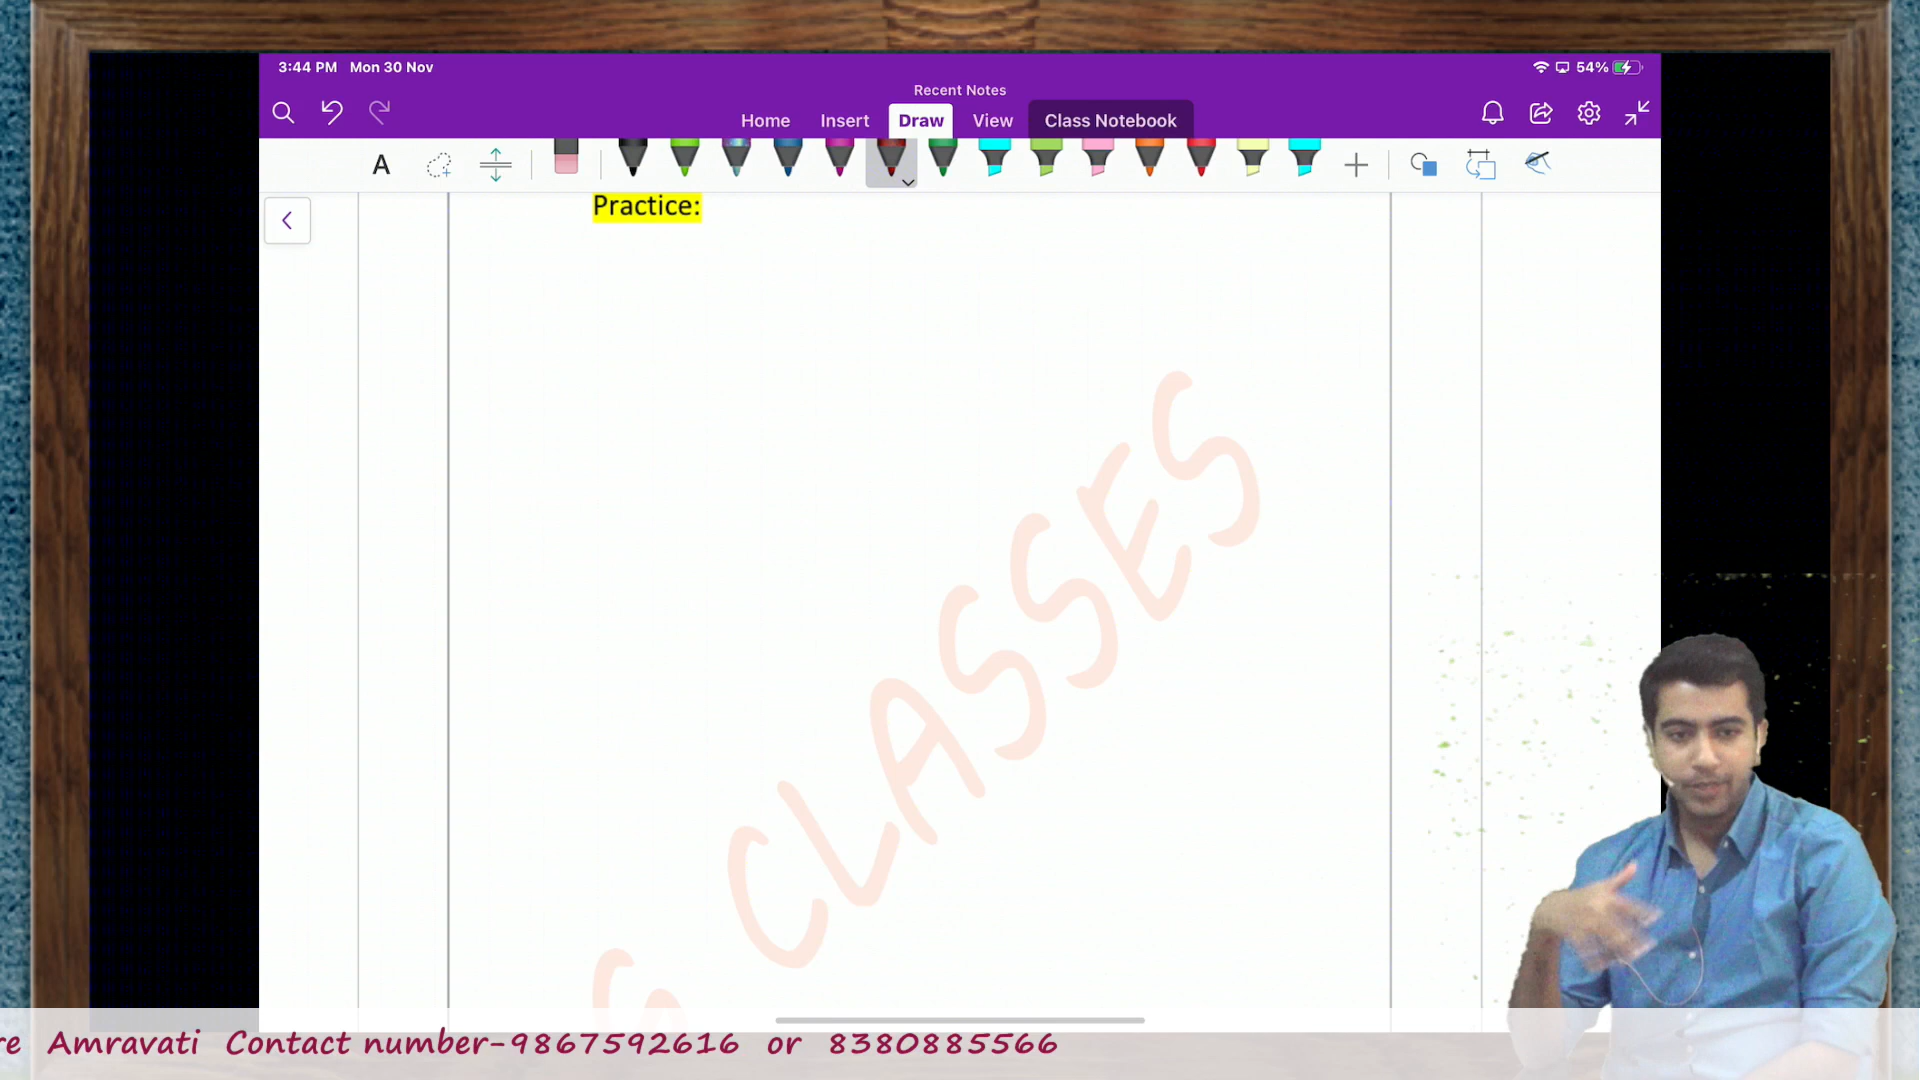 3:44 PM Mon 30 Nov
54%
Recent Notes
Home Insert Draw View Class Notebook
A
Practice:
G CLASSES
re Amravati Contact number-9867592616 or 8380885566